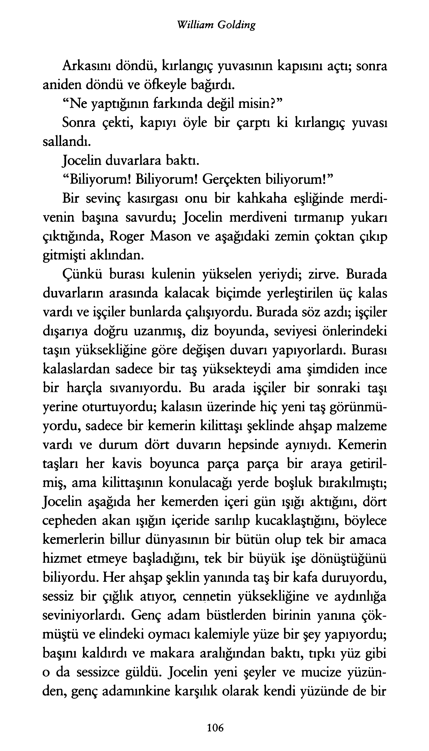 William Golding
Arkasını döndü, kırlangıç yuvasının kapısını açtı; sonra
aniden döndü ve öfkeyle bağırdı.
“Ne yaptığının farkında değil misin?”
Sonra çekti, kapıyı öyle bir çarptı ki kırlangıç yuvası
sallandı.
Jocelin duvarlara baktı.
“Biliyorum! Biliyorum! Gerçekten biliyorum!”
Bir sevinç kasırgası onu bir kahkaha eşliğinde merdi-
venin başına savurdu; Jocelin merdiveni tırmanıp yukarı
çıktığında, Roger Mason ve aşağıdaki zemin çoktan çıkıp
gitmişti aklından.
Çünkü burası kulenin yükselen yeriydi; zirve. Burada
duvarların arasında kalacak biçimde yerleştirilen üç kalas
vardı ve işçiler bunlarda çalışıyordu. Burada söz azdı; işçiler
dışarıya doğru uzanmış, diz boyunda, seviyesi önlerindeki
taşın yüksekliğine göre değişen duvarı yapıyorlardı. Burası
kalaslardan sadece bir taş yüksekteydi ama şimdiden ince
bir harçla sıvanıyordu. Bu arada işçiler bir sonraki taşı
yerine oturtuyordu; kalasın üzerinde hiç yeni taş görünmü-
yordu, sadece bir kemerin kilittaşı şeklinde ahşap malzeme
vardı ve durum dört duvarın hepsinde aynıydı. Kemerin
taşları her kavis boyunca parça parça bir araya getiril-
miş, ama kilittaşının konulacağı yerde boşluk bırakılmıştı;
Jocelin aşağıda her kemerden içeri gün ışığı aktığını, dört
cepheden akan ışığın içeride sarılıp kucaklaştığını, böylece
kemerlerin billur dünyasının bir bütün olup tek bir amaca
hizmet etmeye başladığını, tek bir büyük işe dönüştüğünü
biliyordu. Her ahşap şeklin yanında taş bir kafa duruyordu,
sessiz bir çığlık atıyor, cennetin yüksekliğine ve aydınlığa
seviniyorlardı. Genç adam büstlerden birinin yanına çök-
müştü ve elindeki oymacı kalemiyle yüze bir şey yapıyordu;
başını kaldırdı ve makara aralığından baktı, tıpkı yüz gibi
o da sessizce güldü. Jocelin yeni şeyler ve mucize yüzün-
den, genç adamınkine karşılık olarak kendi yüzünde de bir
106